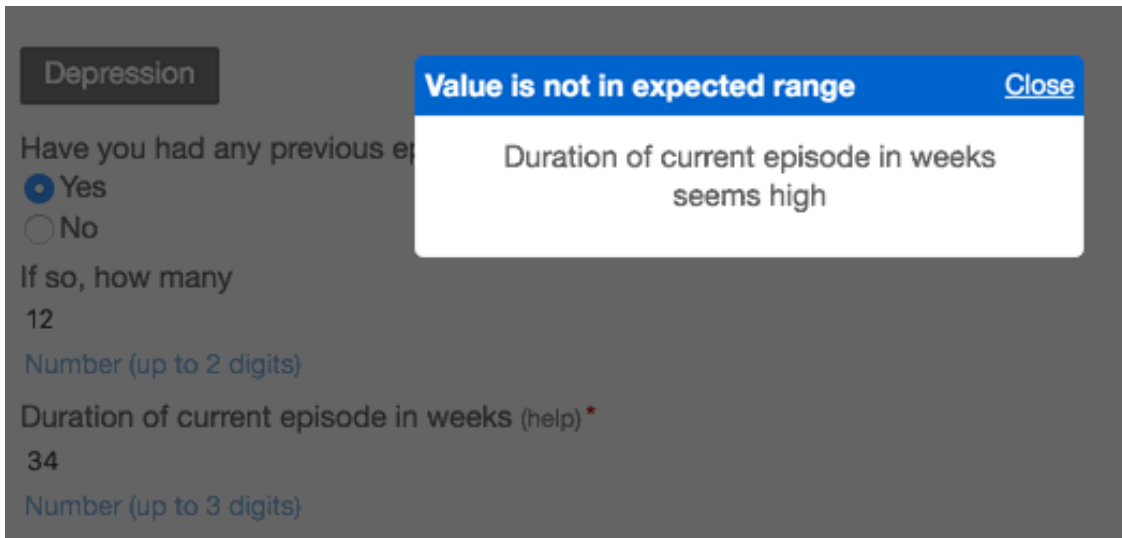 Depression
Value is not in expected range Close
Duration of current episode in weeks
seems high
Have you had any previous
Yes
No
If so, how many
12
Number (up to 2 digits)
Duration of current episode in weeks (help) *
34
Number (up to 3 digits)